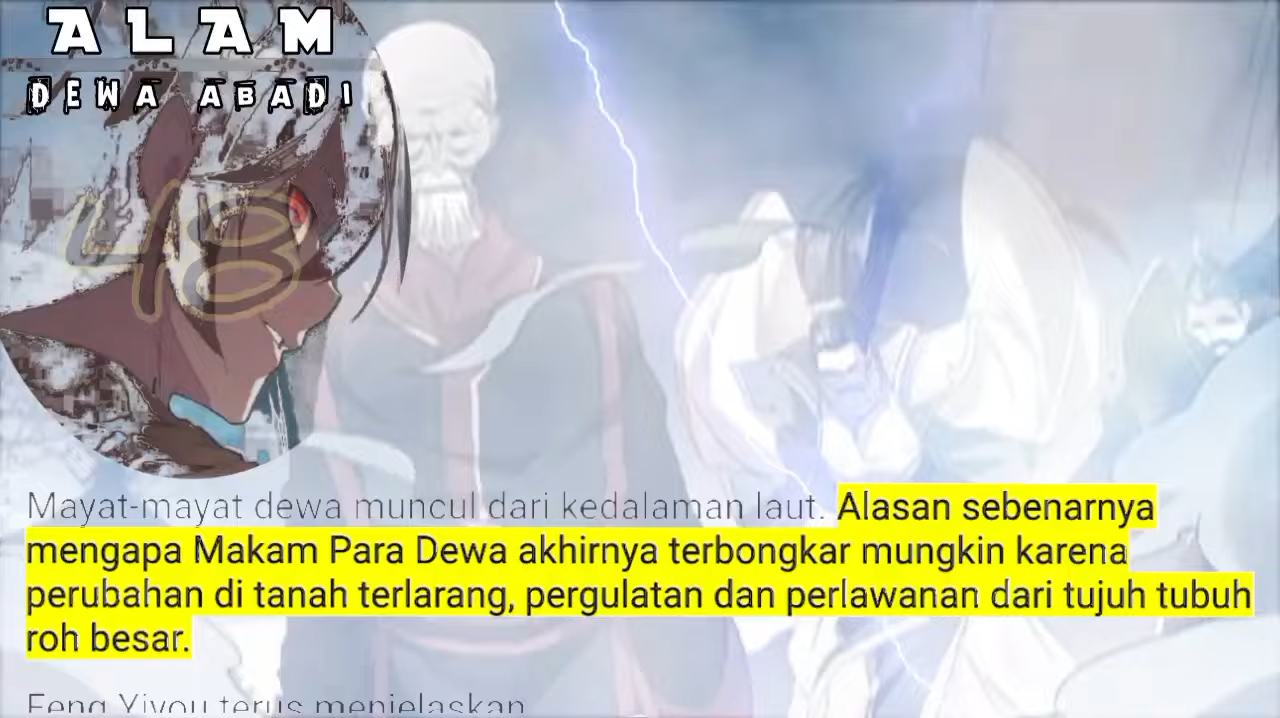 ALAM
DEWA ABADI
48
Mayat-mayat dewa muncul dari kedalaman laut. Alasan sebenarnya
mengapa Makam Para Dewa akhirnya terbongkar mungkin karena
perubahan di tanah terlarang, pergulatan dan perlawanan dari tujuh tubuh
roh besar.
Feng Yiyou terus menjelaskan